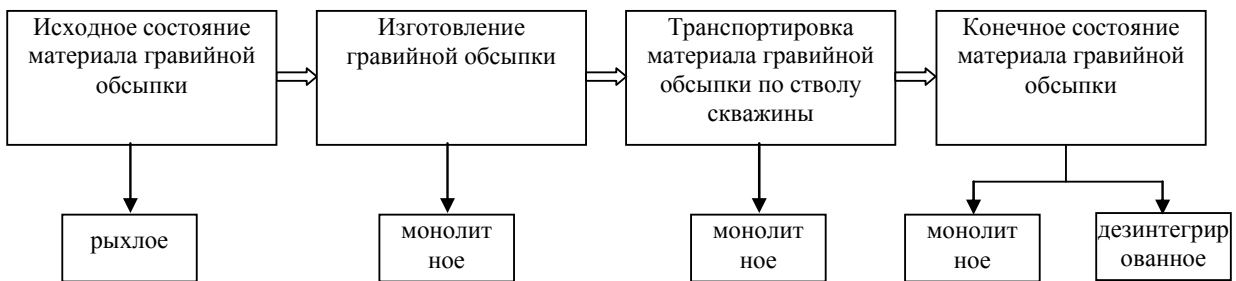 Исходное состояние
материала гравийной
обсыпки
Изготовление
гравийной обсыпки
Транспортировка
материала гравийной
обсыпки по стволу
скважины
Конечное состояние
материала гравийной
обсыпки
рыхлое
монолит
ное
монолит
ное
монолит
ное
дезинтегрир
ованное